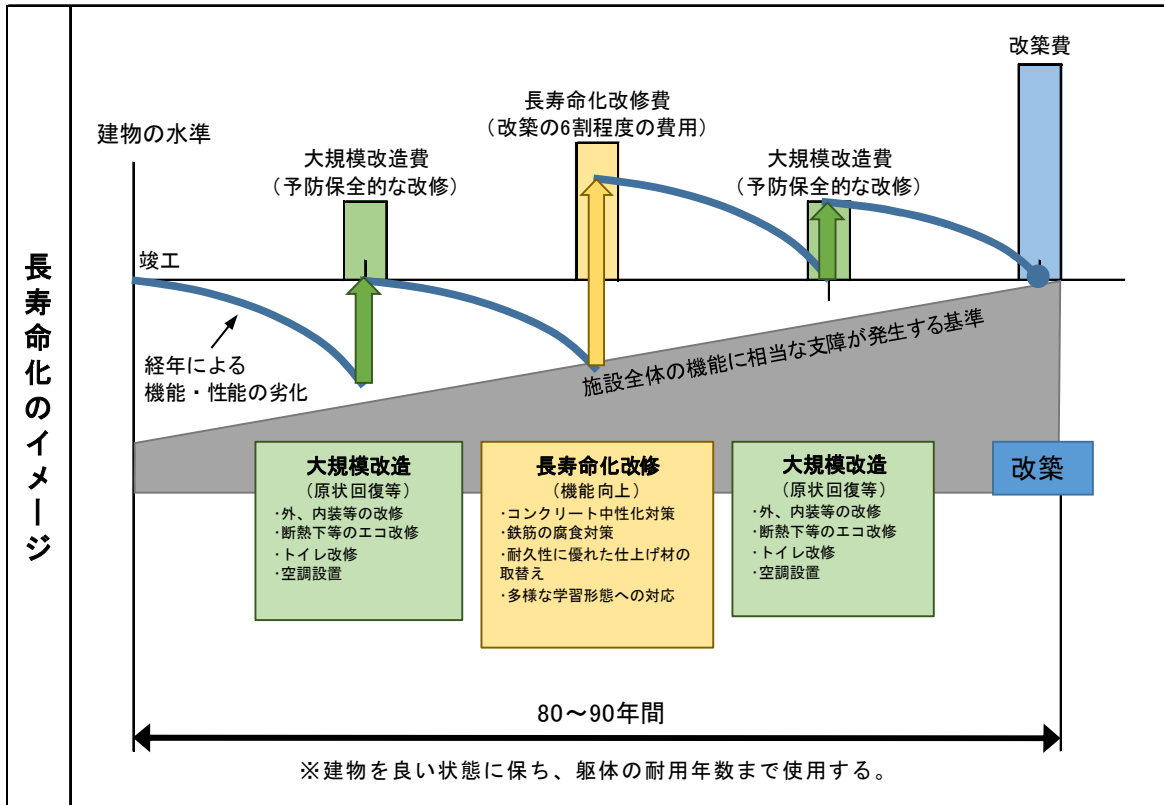 長寿命化のイメージ
改築費
長寿命化改修費
（改築の6割程度の費用）
建物の水準
大規模改造費
（予防保全的な改修）
大規模改造費
（予防保全的な改修）
竣工
経年による
機能・性能の劣化
施設全体の機能に相当な支障が発生する基準
大規模改造
（原状回復等）
・外、内装等の改修
・断熱下等のエコ改修
・トイレ改修
・空調設置
長寿命化改修
（機能向上）
・コンクリート中性化対策
・鉄筋の腐食対策
・耐久性に優れた仕上げ材の
取替え
・多様な学習形態への対応
大規模改造
（原状回復等）
・外、内装等の改修
・断熱下等のエコ改修
・トイレ改修
・空調設置
改築
80～90年間
※建物を良い状態に保ち、躯体の耐用年数まで使用する。